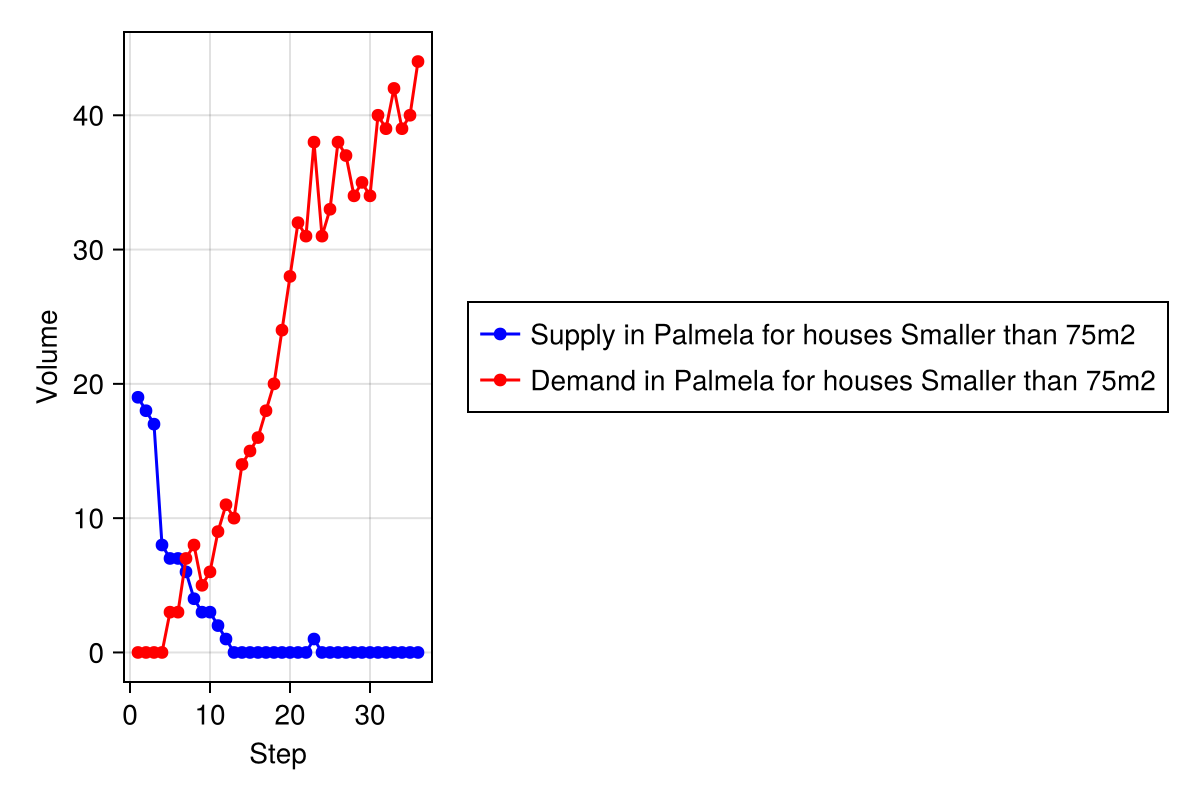 40
30
20
10
0
Volume
0 10 20 30
Step
Supply in Palmela for houses Smaller than 75m2
Demand in Palmela for houses Smaller than 75m2